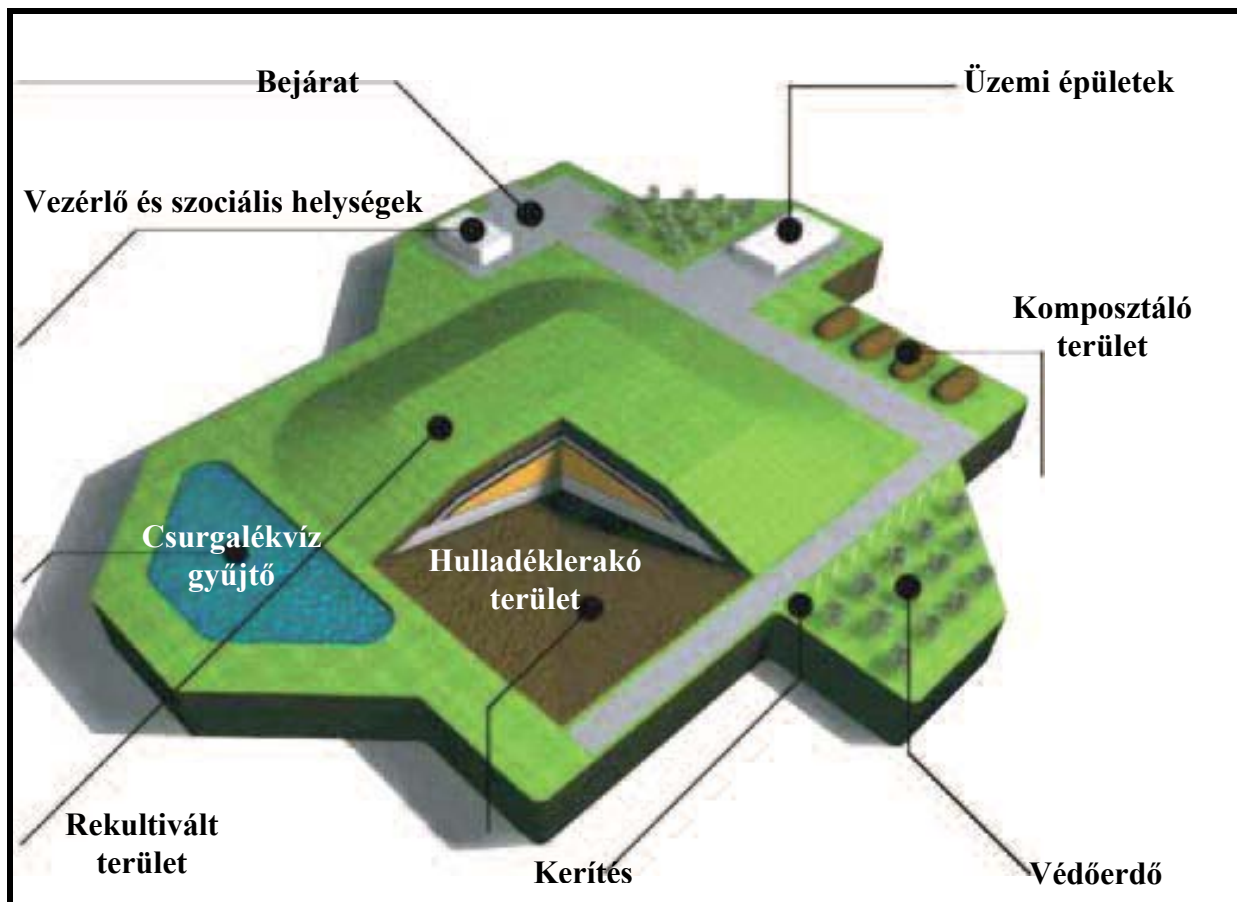 Bejárat
Üzemi épületek
Vezérlő és szociális helységek
Komposztáló
terület
Csurgalékvíz
gyűjtő
Hulladéklerakó
terület
Rekultivált
terület
Kerítés
Védőerdő